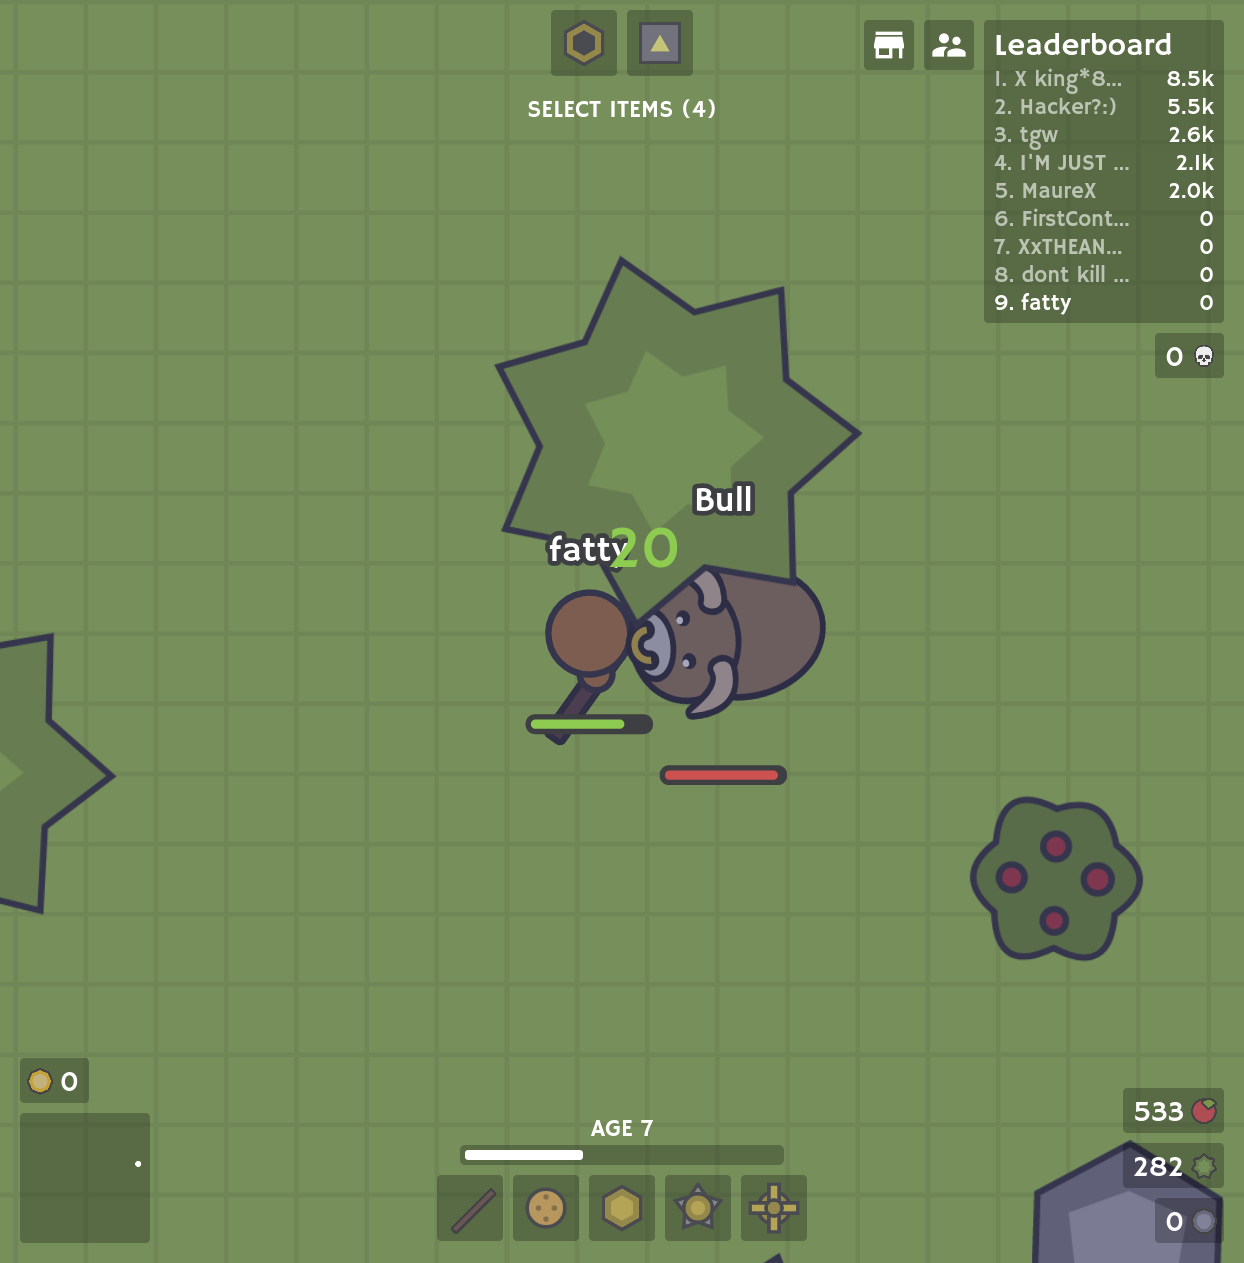 SELECT ITEMS (4)
Leaderboard
1. X king*8... 8.5k
2. Hacker?:) 5.5k
3. tgw 2.6k
4. I'M JUST ... 2.1k
5. MaureX 2.0k
6. FirstCont... 0
7. XxTHEAN... 0
8. dont kill ... 0
9. fatty 0
0
Bull
fatty
20
0
AGE 7
533
282
0